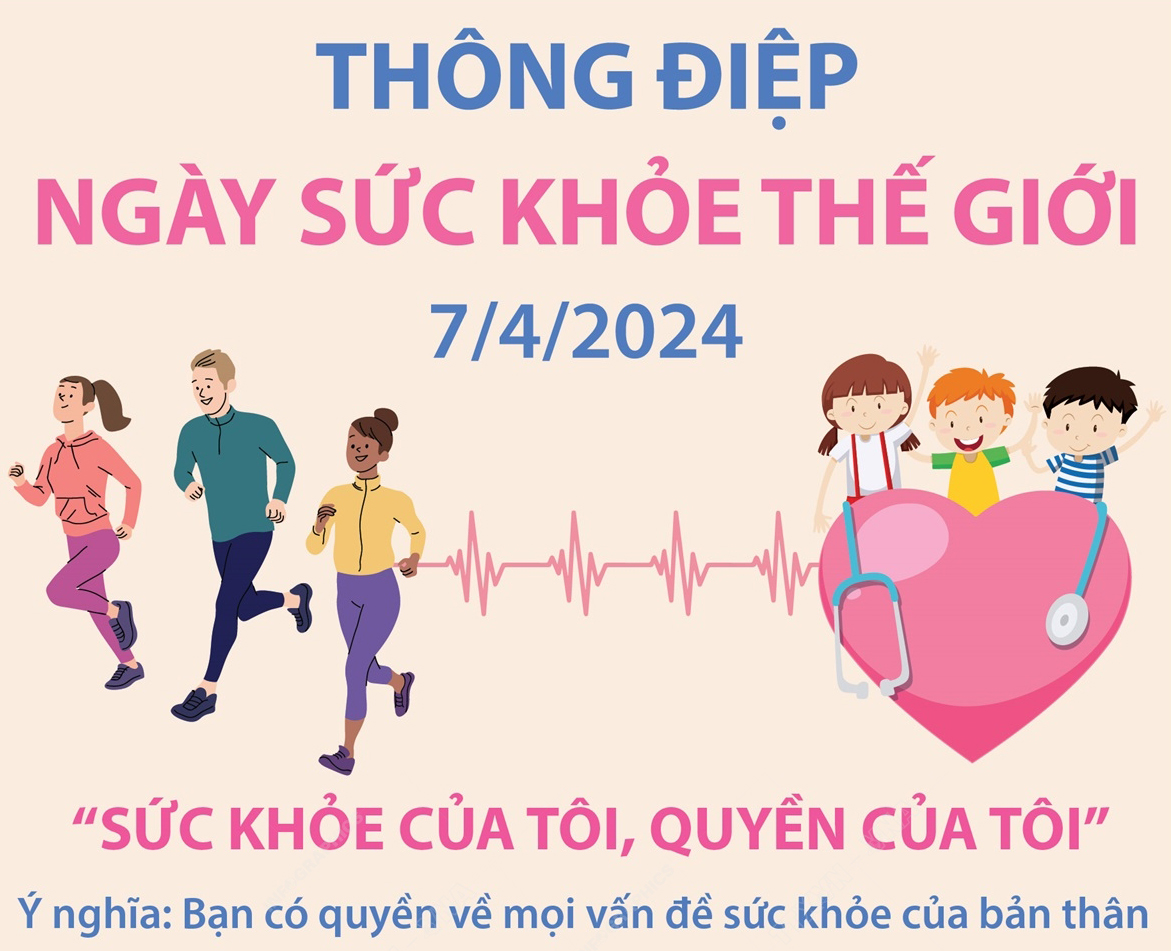 THÔNG ĐIỆP
NGÀY SỨC KHỎE THẾ GIỚI
7/4/2024
“SỨC KHỎE CỦA TÔI, QUYỀN CỦA TÔI”
Ý nghĩa: Bạn có quyền về mọi vấn đề sức khỏe của bản thân